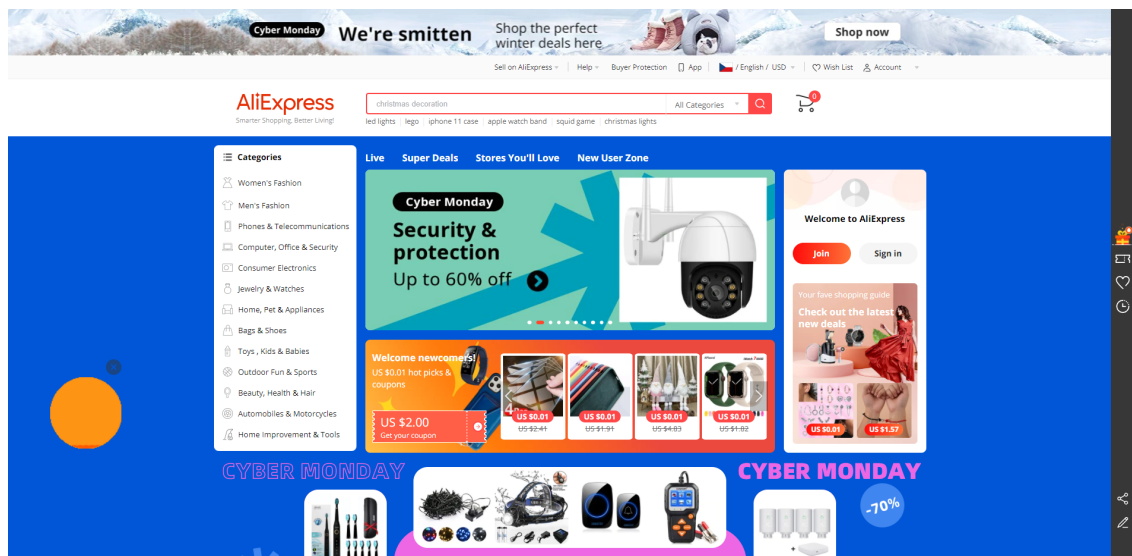 Cyber Monday
We're smitten
Shop the perfect
winter deals here
Shop now
Sell on AliExpress
Help
Buyer Protection
App
/ English / USD
Wish List
Account
AliExpress
Smarter Shopping, Better Living!
christmas decoration
All Categories
0
led lights
lego
iphone 11 case
apple watch band
squid game
christmas lights
Categories
Live
Super Deals
Stores You'll Love
New User Zone
Women's Fashion
Men's Fashion
Phones & Telecommunications
Computer, Office & Security
Consumer Electronics
Jewelry & Watches
Home, Pet & Appliances
Bags & Shoes
Toys , Kids & Babies
Outdoor Fun & Sports
Beauty, Health & Hair
Automobiles & Motorcycles
Home Improvement & Tools
Cyber Monday
Security &
protection
Up to 60% off
Welcome to AliExpress
Join
Sign in
Your fave shopping guide
Check out the latest
new deals
US $0.01
US $1.57
Welcome newcomers!
US $0.01 hot picks &
coupons
US $2.00
Get your coupon
US $0.01
US $2.41
US $0.01
US $1.91
US $0.01
US $4.83
US $0.01
US $1.82
CYBER MONDAY
CYBER MONDAY
-70%